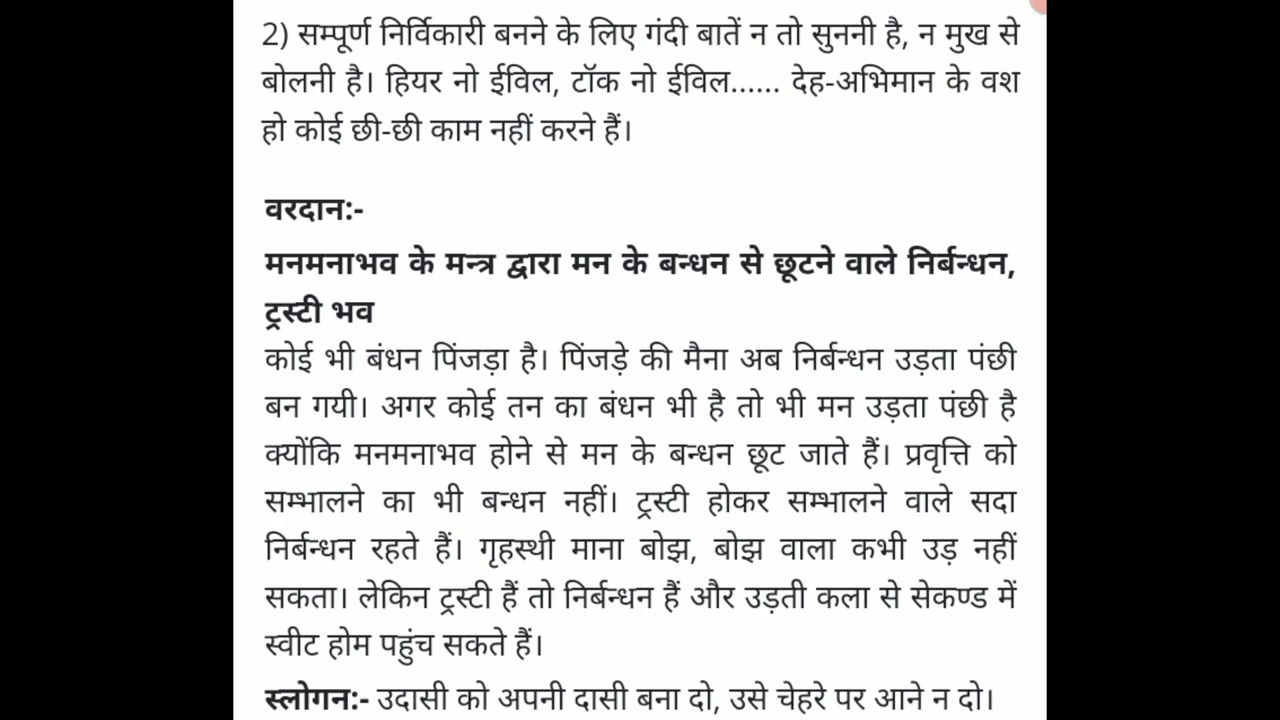 2) सम्पूर्ण निर्विकारी बनने के लिए गंदी बातें न तो सुननी है, न मुख से
बोलनी है। हियर नो ईविल, टॉक नो ईविल...... देह-अभिमान के वश
हो कोई छी-छी काम नहीं करने हैं।
वरदान:-
मनमनाभव के मन्त्र द्वारा मन के बन्धन से छूटने वाले निर्बन्धन,
ट्रस्टी भव
कोई भी बंधन पिंजड़ा है। पिंजड़े की मैना अब निर्बन्धन उड़ता पंछी
बन गयी। अगर कोई तन का बंधन भी है तो भी मन उड़ता पंछी है
क्योंकि मनमनाभव होने से मन के बन्धन छूट जाते हैं। प्रवृत्ति को
सम्भालने का भी बन्धन नहीं। ट्रस्टी होकर सम्भालने वाले सदा
निर्बन्धन रहते हैं। गृहस्थी माना बोझ, बोझ वाला कभी उड़ नहीं
सकता। लेकिन ट्रस्टी हैं तो निर्बन्धन हैं और उड़ती कला से सेकण्ड में
स्वीट होम पहुंच सकते हैं।
स्लोगन:- उदासी को अपनी दासी बना दो, उसे चेहरे पर आने न दो।